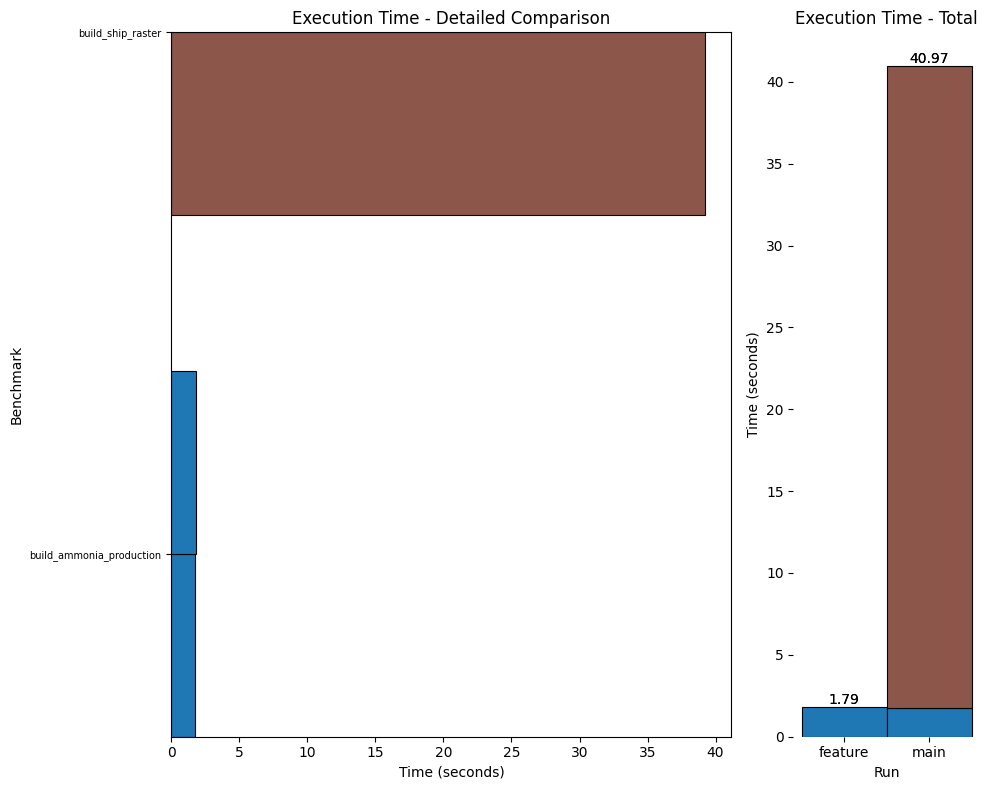 Execution Time - Detailed Comparison
build_ship_raster
build_ammonia_production
Benchmark
0 5 10 15 20 25 30 35 40
Time (seconds)
Execution Time - Total
40.97
1.79
40
35
30
25
20
15
10
5
0
Time (seconds)
feature main
Run